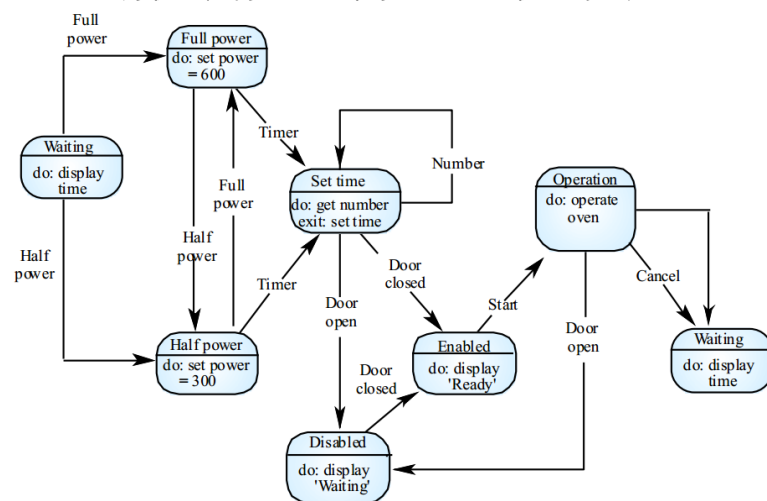 Full
power
Full power
do: set power
= 600
Waiting
do: display
time
Half
power
Full
power
Half
power
Timer
Timer
Set time
do: get number
exit: set time
Number
Operation
do: operate
oven
Door
open
Door
closed
Start
Cancel
Door
open
Half power
do: set power
= 300
Enabled
do: display
'Ready'
Door
closed
Waiting
do: display
time
Disabled
do: display
'Waiting'